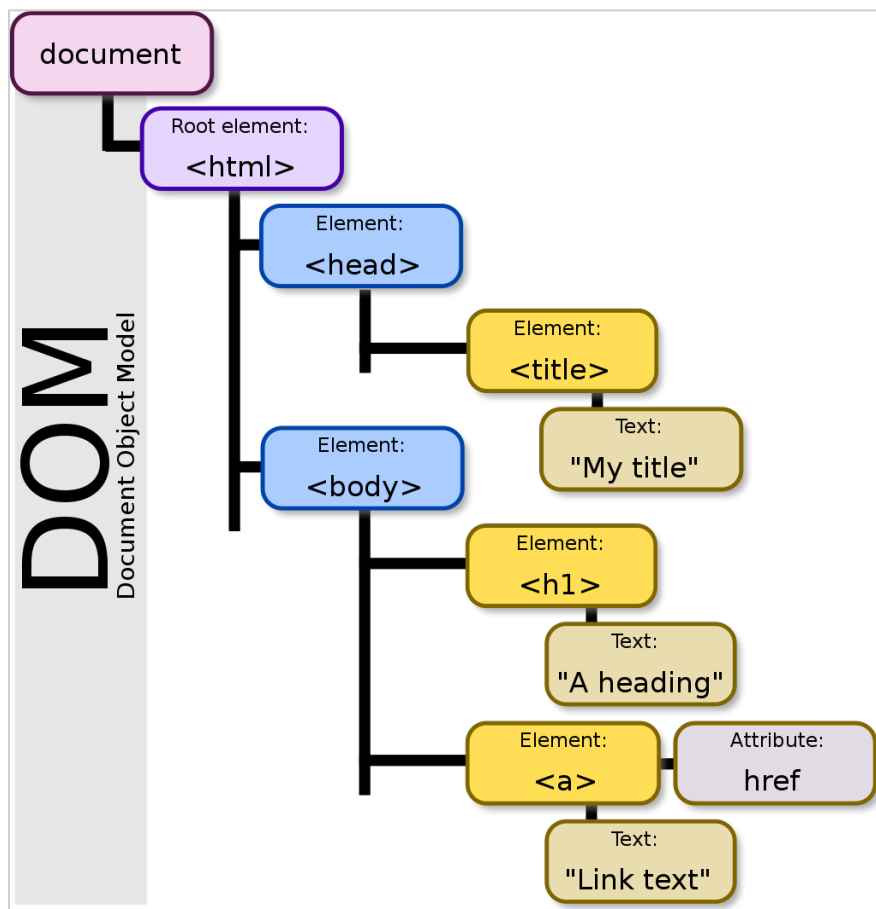 document
Root element:
<html>
Element:
<head>
Element:
<title>
Text:
"My title"
Element:
<body>
Element:
<h1>
Text:
"A heading"
Element:
<a>
Attribute:
href
Text:
"Link text"
DOM
Document Object Model